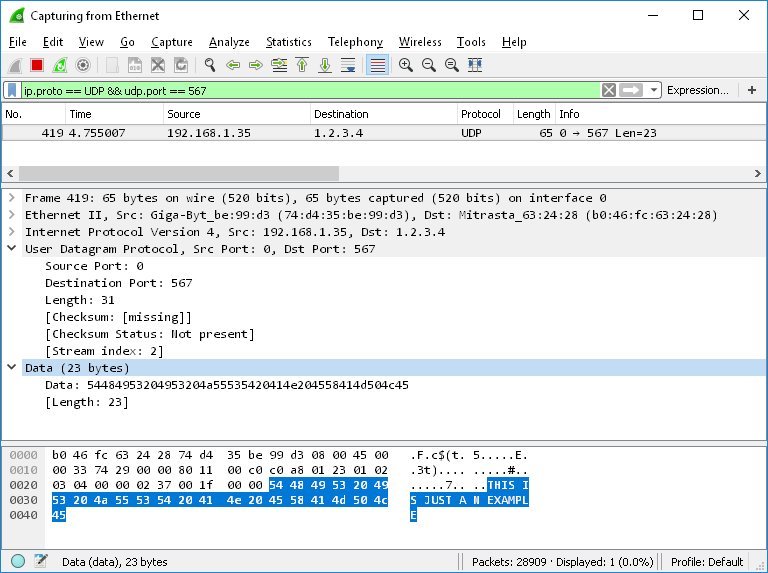 Capturing from Ethernet
File Edit View Go Capture Analyze Statistics Telephony Wireless Tools Help
ip.proto == UDP && udp.port == 567 Expression... +
No. Time Source Destination Protocol Length Info
419 4.755007 192.168.1.35 1.2.3.4 UDP 65 0 → 567 Len=23
Frame 419: 65 bytes on wire (520 bits), 65 bytes captured (520 bits) on interface 0
Ethernet II, Src: Giga-Byt_be:99:d3 (74:d4:35:be:99:d3), Dst: Mitrasta_63:24:28 (b0:46:fc:63:24:28)
Internet Protocol Version 4, Src: 192.168.1.35, Dst: 1.2.3.4
User Datagram Protocol, Src Port: 0, Dst Port: 567
Source Port: 0
Destination Port: 567
Length: 31
[Checksum: [missing]]
[Checksum Status: Not present]
[Stream index: 2]
Data (23 bytes)
Data: 54484953204953204a55535420414e204558414d504c45
[Length: 23]
0000 b0 46 fc 63 24 28 74 d4 35 be 99 d3 08 00 45 00 .F.c$(t. 5.....E.
0010 00 33 74 29 00 00 80 11 00 c0 c0 a8 01 23 01 02 .3t).... .....#..
0020 03 04 00 00 02 37 00 1f 00 00 54 48 49 53 20 49 .....7.. ..THIS I
0030 53 20 4a 55 53 54 20 41 4e 20 45 58 41 4d 50 4c S JUST A N EXAMPL
0040 45 E
Data (data), 23 bytes Packets: 28909 · Displayed: 1 (0.0%) Profile: Default